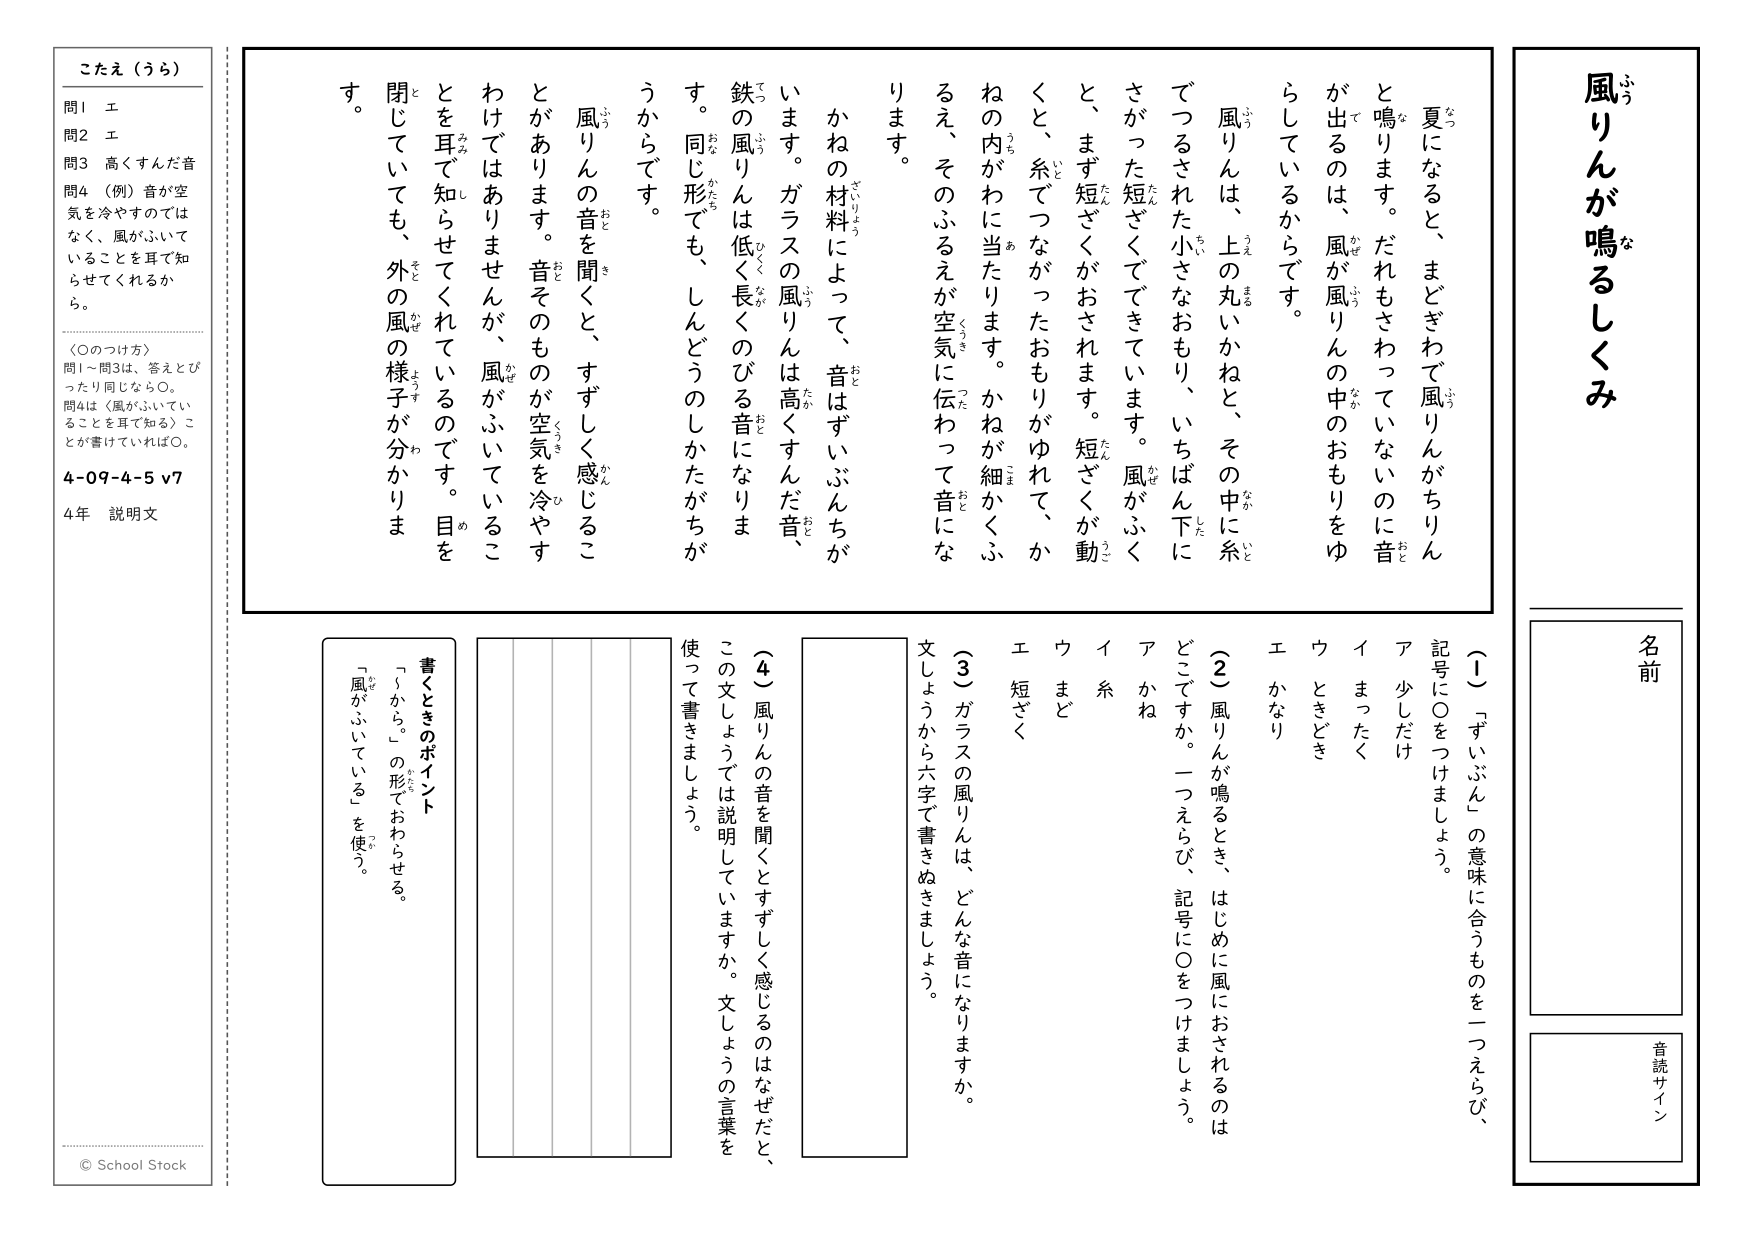 風りんが鳴るしくみ
名前
音読サイン
夏になると、まどぎわで風りんがちりん
と鳴ります。だれもさわっていないのに音
が出るのは、風が風りんの中のおもりをゆ
らしているからです。
風りんは、上の丸いかねと、その中に糸
でつるされた小さなおもり、いちばん下に
さがった短ざくでできています。風がふく
と、まず短ざくがおされます。短ざくが動
くと、糸でつながったおもりがゆれて、か
ねの内がわに当たります。かねが細かくふ
るえ、そのふるえが空気に伝わって音にな
ります。
かねの材料によって、音はずいぶんちが
います。ガラスの風りんは高くすんだ音、
鉄の風りんは低く長くのびる音になりま
す。同じ形でも、しんどうのしかたがちが
うからです。
風りんの音を聞くと、すずしく感じるこ
とがあります。音そのものが空気を冷やす
わけではありませんが、風がふいているこ
とを耳で知らせてくれているのです。目を
閉じていても、外の風の様子が分かりま
す。
(1)「ずいぶん」の意味に合うものを一つえらび、
記号に〇をつけましょう。
ア 少しだけ
イ まったく
ウ ときどき
エ かなり
(2)風りんが鳴るとき、はじめに風におされるのは
どこですか。一つえらび、記号に〇をつけましょう。
ア かね
イ 糸
ウ まど
エ 短ざく
(3)ガラスの風りんは、どんな音になりますか。
文しょうから六字で書きぬきましょう。
(4)風りんの音を聞くとすずしく感じるのはなぜだと、
この文しょうでは説明していますか。文しょうの言葉を
使って書きましょう。
書くときのポイント
「〜から。」の形でおわらせる。
「風がふいている」を使う。
こたえ（うら）
問1 エ
問2 エ
問3 高くすんだ音
問4 （例）音が空
気を冷やすのでは
なく、風がふいて
いることを耳で知
らせてくれるか
ら。
〈〇のつけ方〉
問1〜問3は、答えとぴ
ったり同じなら〇。
問4は〈風がふいてい
ることを耳で知る〉こ
とが書けていれば〇。
4-09-4-5 v7
4年 説明文
© School Stock